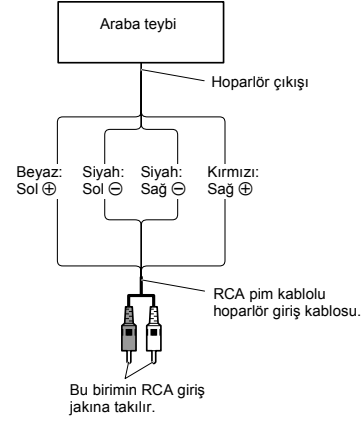 Araba teybi
Hoparlör çıkışı
Beyaz: Siyah: Siyah: Kırmızı:
Sol ⊕ Sol ⊖ Sağ ⊖ Sağ ⊕
RCA pim kablolu
hoparlör giriş kablosu.
Bu birimin RCA giriş
jakına takılır.